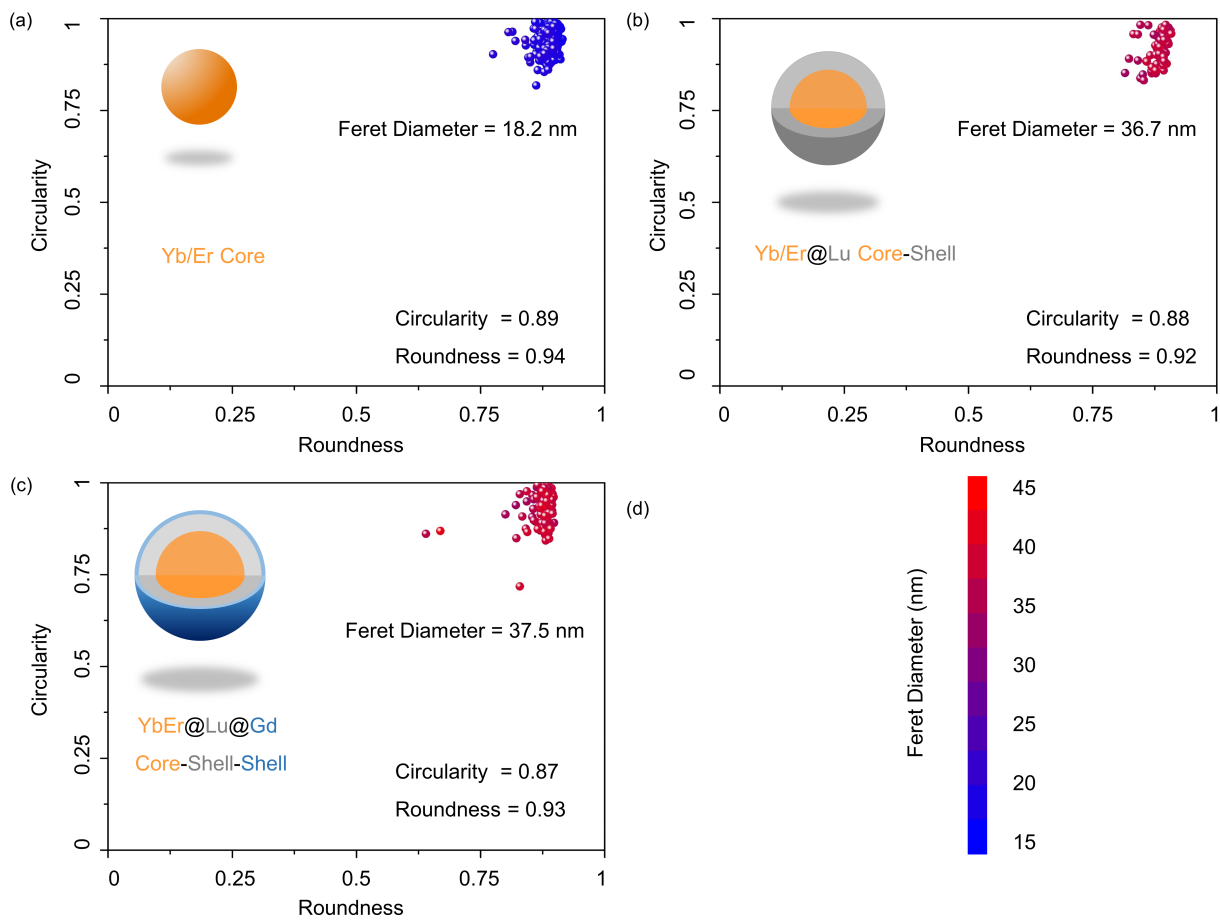 (a)
1
0.75
0.5
0.25
0
Circularity
Feret Diameter = 18.2 nm
Yb/Er Core
Circularity = 0.89
Roundness = 0.94
0 0.25 0.5 0.75 1
Roundness
(b)
1
0.75
0.5
0.25
0
Circularity
Feret Diameter = 36.7 nm
Yb/Er@Lu Core-Shell
Circularity = 0.88
Roundness = 0.92
0 0.25 0.5 0.75 1
Roundness
(c)
1
0.75
0.5
0.25
0
Circularity
Feret Diameter = 37.5 nm
YbEr@Lu@Gd
Core-Shell-Shell
Circularity = 0.87
Roundness = 0.93
0 0.25 0.5 0.75 1
Roundness
(d)
Feret Diameter (nm)
45
40
35
30
25
20
15